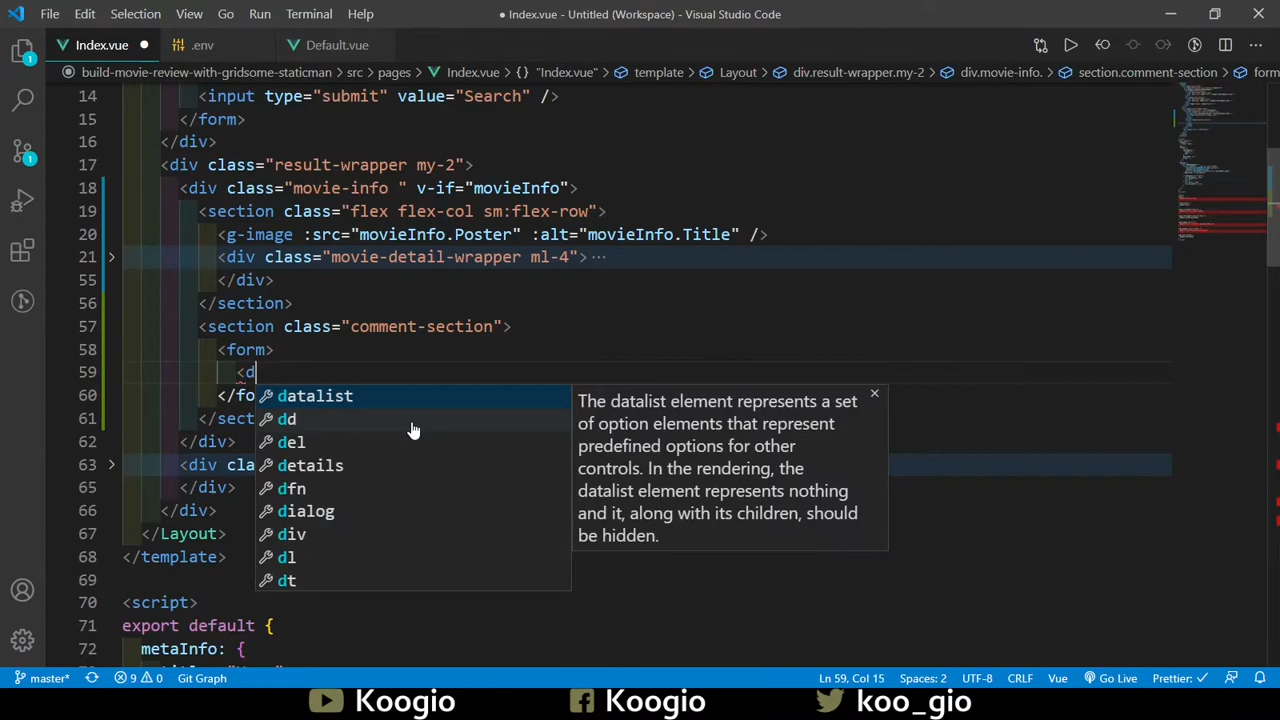 File Edit Selection View Go Run Terminal Help ● Index.vue - Untitled (Workspace) - Visual Studio Code
Index.vue ● .env Default.vue
build-movie-review-with-gridsome-staticman > src > pages > Index.vue > {} "Index.vue" > template > Layout > div.result-wrapper.my-2 > div.movie-info. > section.comment-section > form
14 <input type="submit" value="Search" />
15 </form>
16 </div>
17 <div class="result-wrapper my-2">
18 <div class="movie-info " v-if="movieInfo">
19 <section class="flex flex-col sm:flex-row">
20 <g-image :src="movieInfo.Poster" :alt="movieInfo.Title" />
21 <div class="movie-detail-wrapper ml-4"> ...
55 </div>
56 </section>
57 <section class="comment-section">
58 <form>
59 <d
60 </fo
61 </sect
62 </div>
63 <div cla
65 </div>
66 </div>
67 </Layout>
68 </template>
69
70 <script>
71 export default {
72 metaInfo: {
datalist
dd
del
details
dfn
dialog
div
dl
dt
The datalist element represents a set
of option elements that represent
predefined options for other
controls. In the rendering, the
datalist element represents nothing
and it, along with its children, should
be hidden.
1
1
master* 9 0 Git Graph Ln 59, Col 15 Spaces: 2 UTF-8 CRLF Vue Go Live Prettier: ✓
Koogio Koogio koo_gio